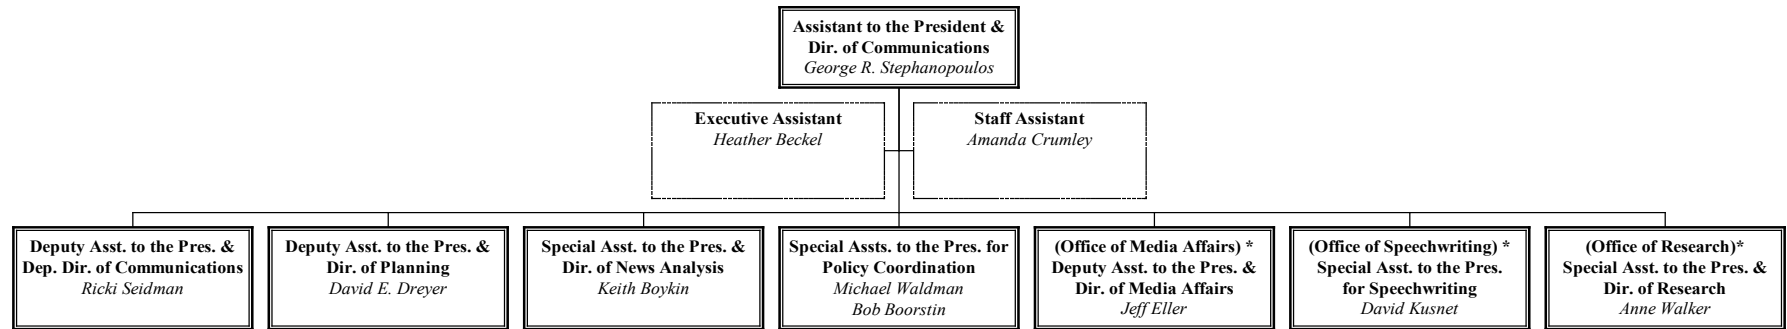 Assistant to the President &
Dir. of Communications
George R. Stephanopoulos
Executive Assistant
Heather Beckel
Staff Assistant
Amanda Crumley
Deputy Asst. to the Pres. &
Dep. Dir. of Communications
Ricki Seidman
Deputy Asst. to the Pres. &
Dir. of Planning
David E. Dreyer
Special Asst. to the Pres. &
Dir. of News Analysis
Keith Boykin
Special Assts. to the Pres. for
Policy Coordination
Michael Waldman
Bob Boorstin
(Office of Media Affairs) *
Deputy Asst. to the Pres. &
Dir. of Media Affairs
Jeff Eller
(Office of Speechwriting) *
Special Asst. to the Pres.
for Speechwriting
David Kusnet
(Office of Research)*
Special Asst. to the Pres. &
Dir. of Research
Anne Walker